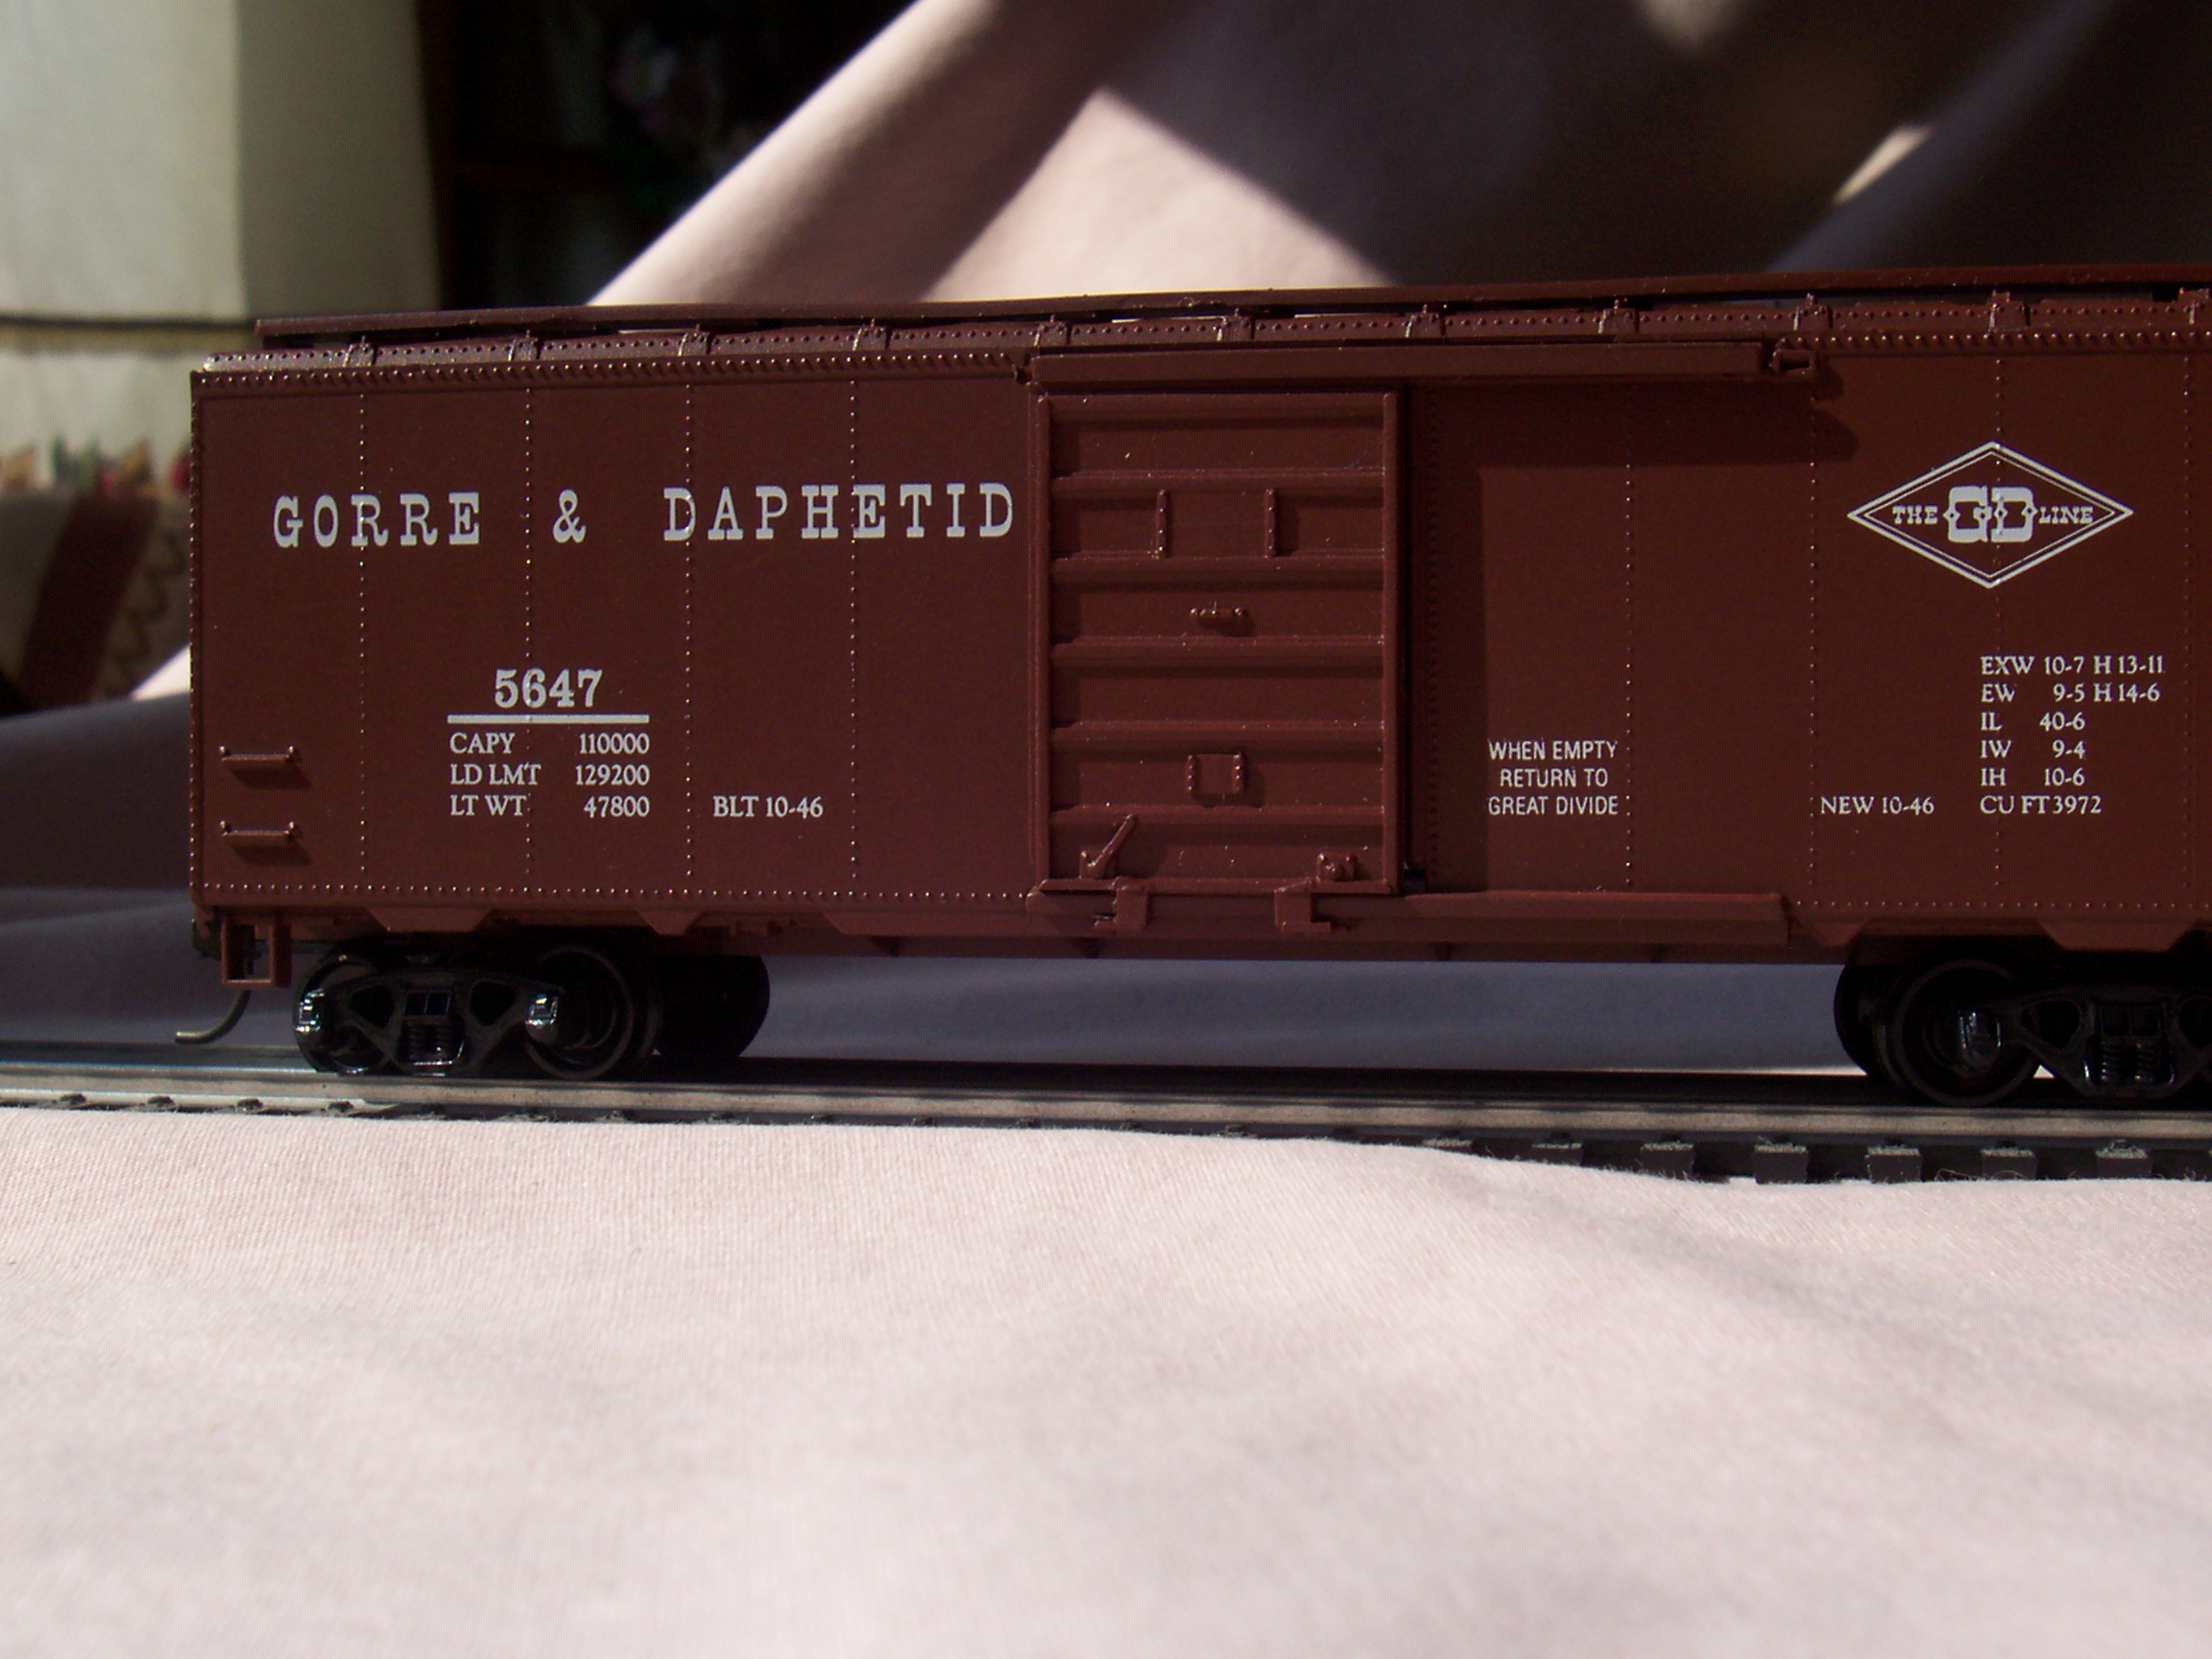 GORRE & DAPHETID
5647
CAPY 110000
LD LMT 129200
LT WT 47800
BLT 10-46
WHEN EMPTY
RETURN TO
GREAT DIVIDE
THE GD LINE
EXW 10-7 H 13-11
EW 9-5 H 14-6
IL 40-6
IW 9-4
IH 10-6
NEW 10-46
CU FT 3972